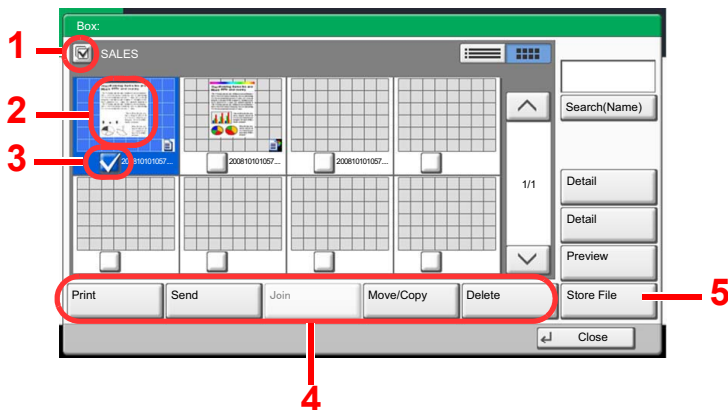 Box:
1
SALES
2
Search(Name)
3
200810101057...
200810101057...
200810101057...
1/1
Detail
Detail
Preview
Print
Send
Join
Move/Copy
Delete
Store File
5
Close
4